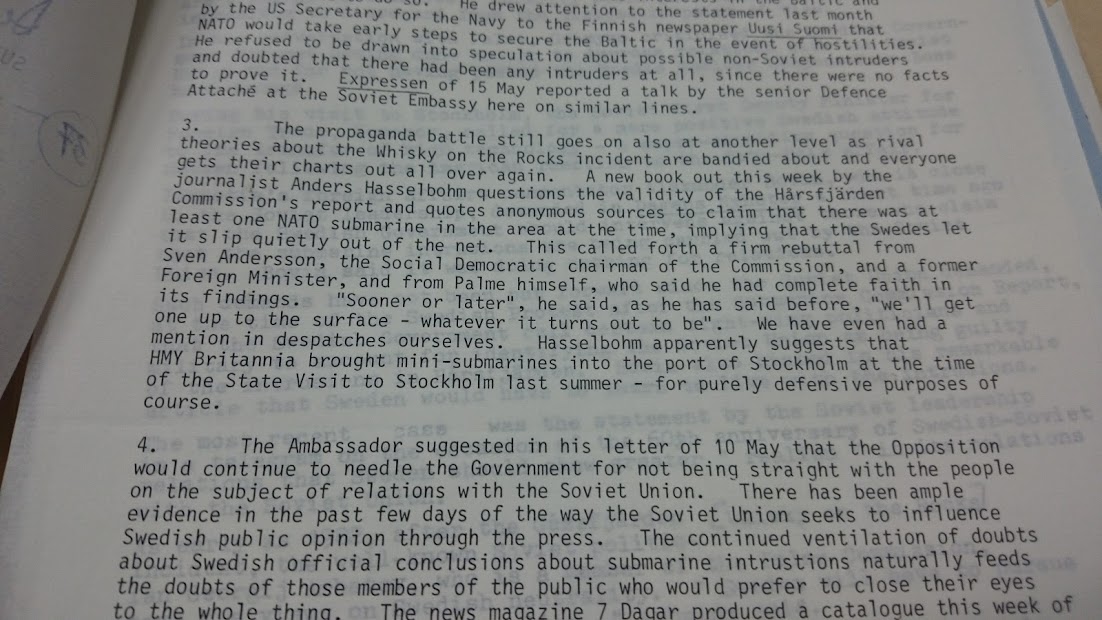 He drew attention to the statement last month
by the US Secretary for the Navy to the Finnish newspaper Uusi Suomi that
NATO would take early steps to secure the Baltic in the event of hostilities.
He refused to be drawn into speculation about possible non-Soviet intruders
and doubted that there had been any intruders at all, since there were no facts
to prove it. Expressen of 15 May reported a talk by the senior Defence
Attaché at the Soviet Embassy here on similar lines.
3. The propaganda battle still goes on also at another level as rival
theories about the Whisky on the Rocks incident are bandied about and everyone
gets their charts out all over again. A new book out this week by the
journalist Anders Hasselbohm questions the validity of the Hårsfjärden
Commission's report and quotes anonymous sources to claim that there was at
least one NATO submarine in the area at the time, implying that the Swedes let
it slip quietly out of the net. This called forth a firm rebuttal from
Sven Andersson, the Social Democratic chairman of the Commission, and a former
Foreign Minister, and from Palme himself, who said he had complete faith in
its findings. "Sooner or later", he said, as he has said before, "we'll get
one up to the surface - whatever it turns out to be". We have even had a
mention in despatches ourselves. Hasselbohm apparently suggests that
HMY Britannia brought mini-submarines into the port of Stockholm at the time
of the State Visit to Stockholm last summer - for purely defensive purposes of
course.
4. The Ambassador suggested in his letter of 10 May that the Opposition
would continue to needle the Government for not being straight with the people
on the subject of relations with the Soviet Union. There has been ample
evidence in the past few days of the way the Soviet Union seeks to influence
Swedish public opinion through the press. The continued ventilation of doubts
about Swedish official conclusions about submarine intrustions naturally feeds
the doubts of those members of the public who would prefer to close their eyes
to the whole thing. The news magazine 7 Dagar produced a catalogue this week of